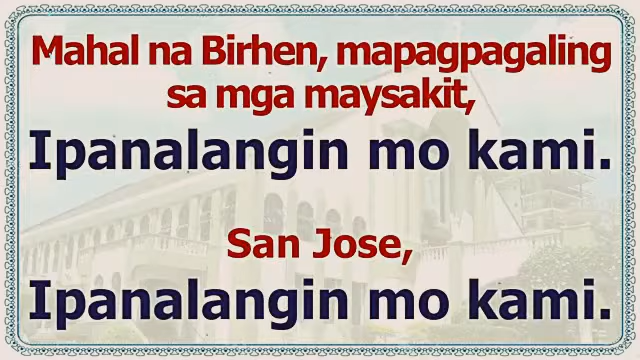 Mahal na Birhen, mapagpagaling
sa mga maysakit,
Ipanalangin mo kami.
San Jose,
Ipanalangin mo kami.